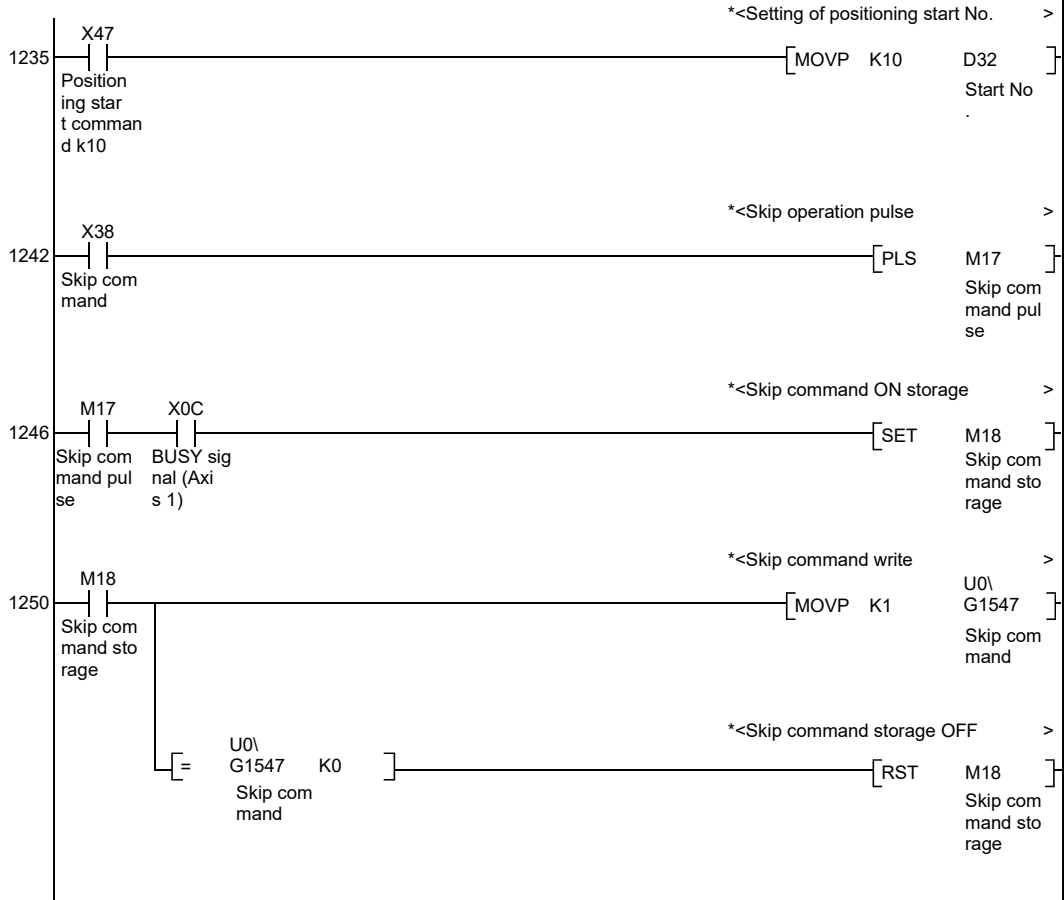 *<Setting of positioning start No. >
X47
1235
MOVP K10 D32
Position
ing star
t comman
d k10
Start No
.
*<Skip operation pulse >
X38
1242
PLS M17
Skip com
mand
Skip com
mand pul
se
*<Skip command ON storage >
M17 X0C
1246
SET M18
Skip com
mand pul
se
BUSY sig
nal (Axi
s 1)
Skip com
mand sto
rage
*<Skip command write >
M18
1250
MOVP K1 U0\
G1547
Skip com
mand sto
rage
Skip com
mand
*<Skip command storage OFF >
= U0\
G1547 K0
Skip com
mand
RST M18
Skip com
mand sto
rage